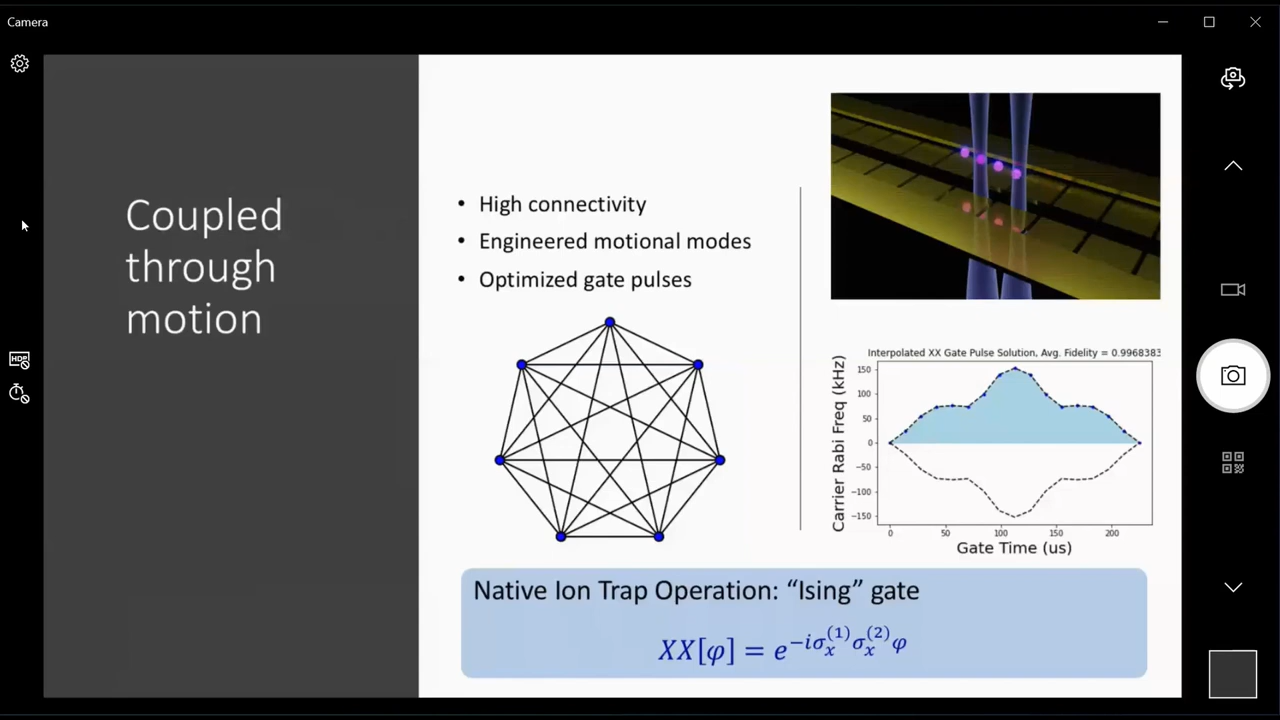 Camera
Coupled
through
motion
• High connectivity
• Engineered motional modes
• Optimized gate pulses
Interpolated XX Gate Pulse Solution, Avg. Fidelity = 0.9968383
Carrier Rabi Freq (kHz)
150
100
50
0
−50
−100
−150
0 50 100 150 200
Gate Time (us)
Native Ion Trap Operation: “Ising” gate
XX[φ] = e^{−iσ_x^{(1)}σ_x^{(2)}φ}
HDR